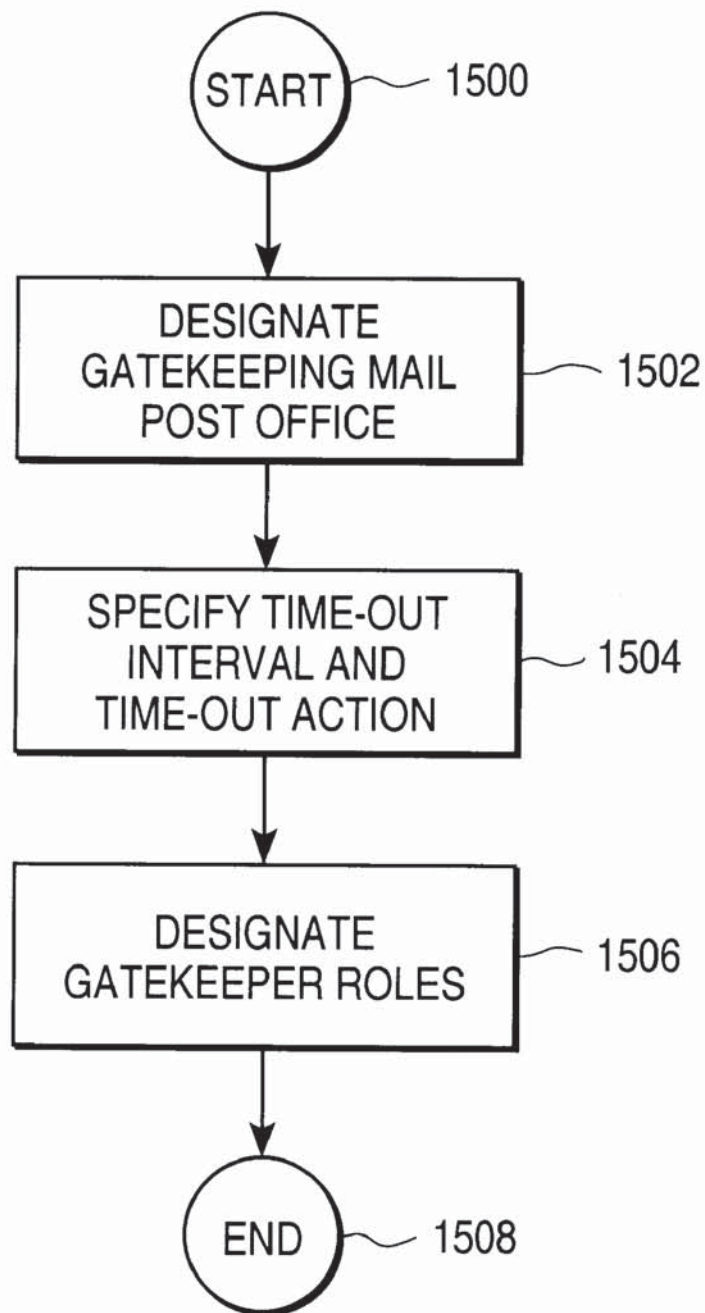 START
1500
DESIGNATE
GATEKEEPING MAIL
POST OFFICE
1502
SPECIFY TIME-OUT
INTERVAL AND
TIME-OUT ACTION
1504
DESIGNATE
GATEKEEPER ROLES
1506
END
1508